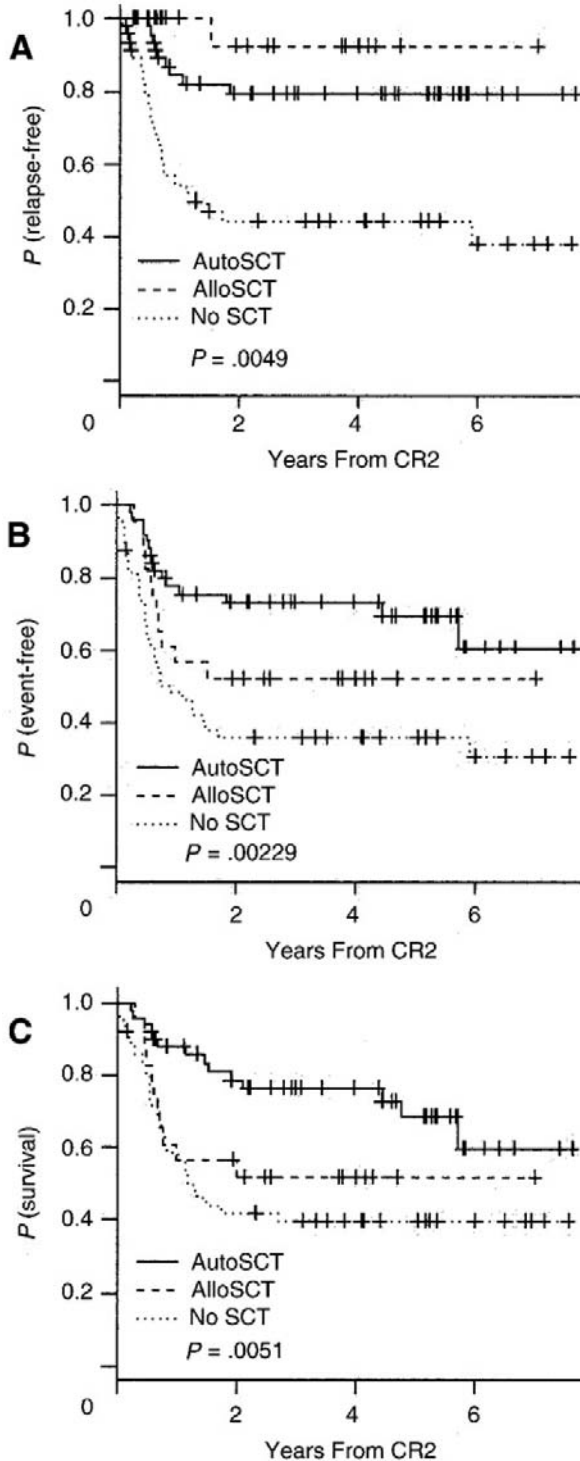 A
1.0
0.8
0.6
0.4
0.2
0
P (relapse-free)
AutoSCT
AlloSCT
No SCT
P = .0049
2 4 6
Years From CR2
B
1.0
0.8
0.6
0.4
0.2
0
P (event-free)
AutoSCT
AlloSCT
No SCT
P = .00229
2 4 6
Years From CR2
C
1.0
0.8
0.6
0.4
0.2
0
P (survival)
AutoSCT
AlloSCT
No SCT
P = .0051
2 4 6
Years From CR2